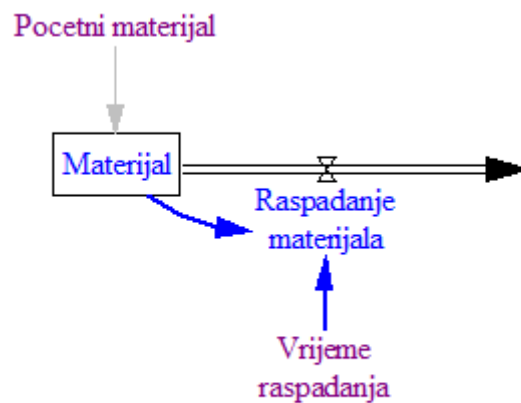 Pocetni materijal
Materijal
Raspadanje
materijala
Vrijeme
raspadanja